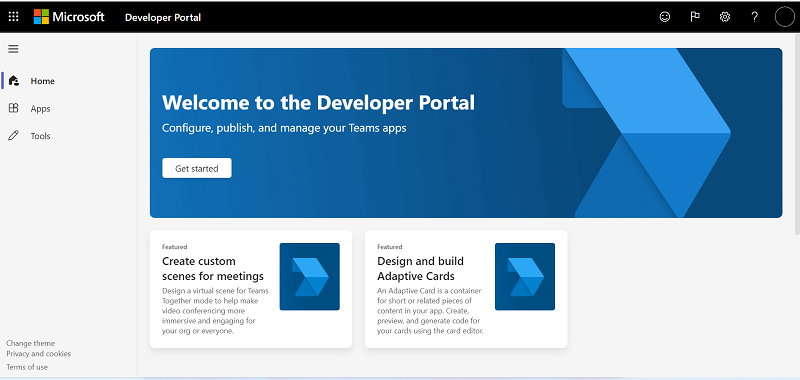 Microsoft Developer Portal
Home
Apps
Tools
Welcome to the Developer Portal
Configure, publish, and manage your Teams apps
Get started
Featured
Create custom
scenes for meetings
Design a virtual scene for Teams
Together mode to help make
video conferencing more
immersive and engaging for
your org or everyone.
Featured
Design and build
Adaptive Cards
An Adaptive Card is a container
for short or related pieces of
content in your app. Create,
preview, and generate code for
your cards using the card editor.
Change theme
Privacy and cookies
Terms of use